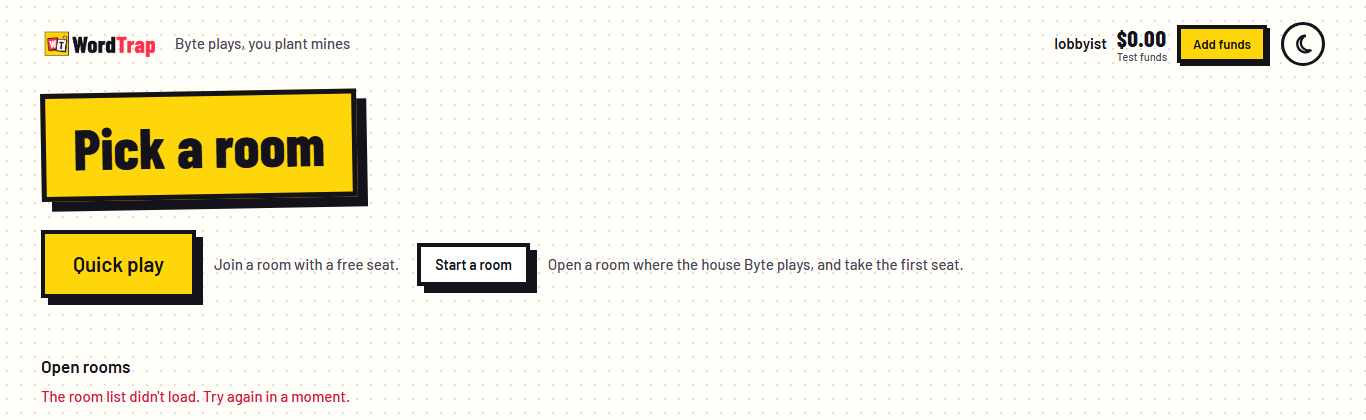 WT WordTrap Byte plays, you plant mines
lobbyist $0.00 Add funds
Test funds
Pick a room
Quick play Join a room with a free seat. Start a room Open a room where the house Byte plays, and take the first seat.
Open rooms
The room list didn't load. Try again in a moment.